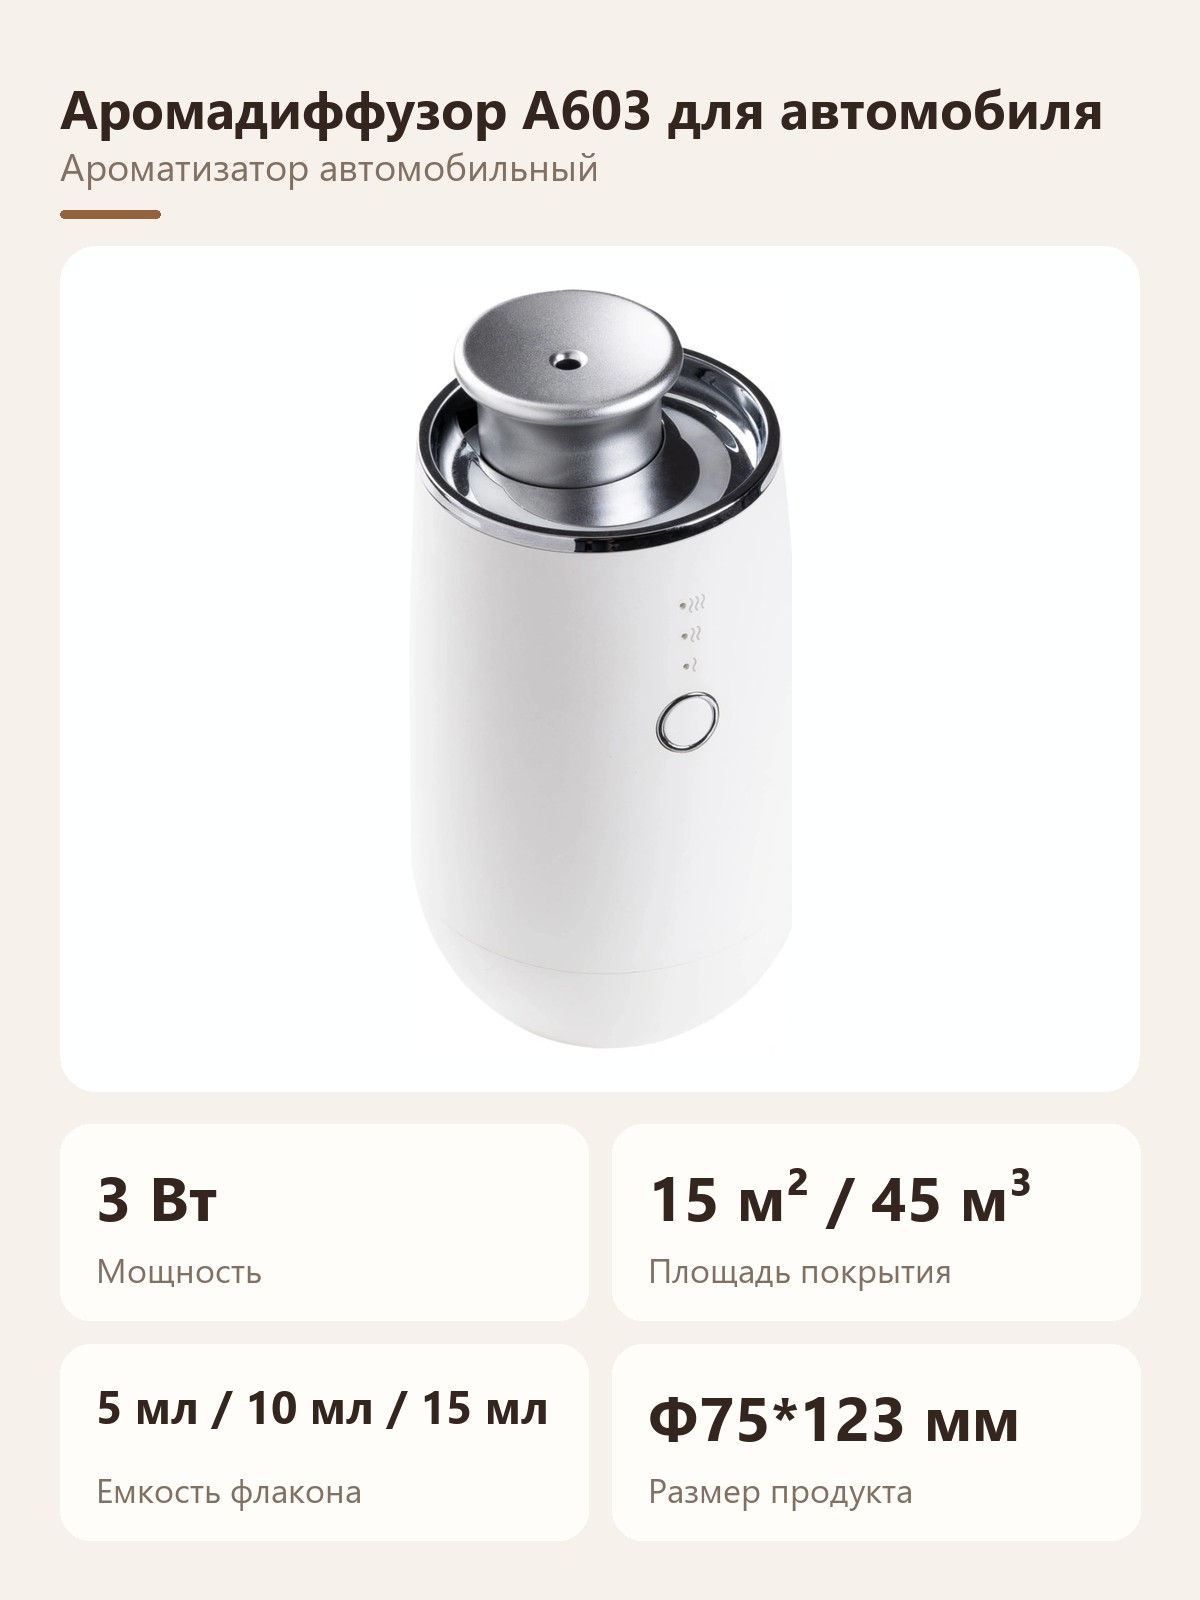 Аромадиффузор A603 для автомобиля
Ароматизатор автомобильный
3 Вт
Мощность
15 м² / 45 м³
Площадь покрытия
5 мл / 10 мл / 15 мл
Емкость флакона
Ф75*123 мм
Размер продукта